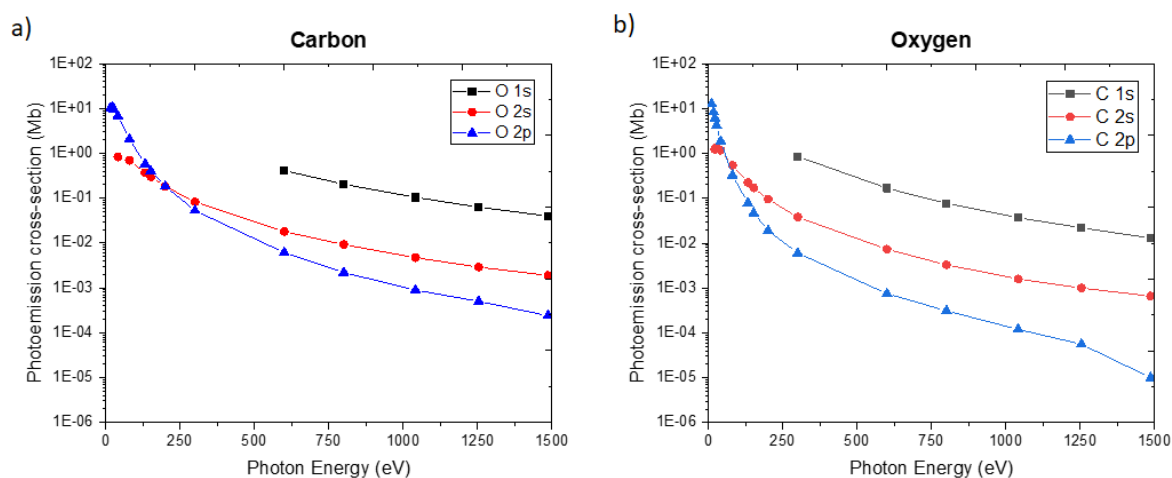 a)
Carbon
Photoemission cross-section (Mb)
1E+02
1E+01
1E+00
1E-01
1E-02
1E-03
1E-04
1E-05
1E-06
O 1s
O 2s
O 2p
0 250 500 750 1000 1250 1500
Photon Energy (eV)
b)
Oxygen
Photoemission cross-section (Mb)
1E+02
1E+01
1E+00
1E-01
1E-02
1E-03
1E-04
1E-05
1E-06
C 1s
C 2s
C 2p
0 250 500 750 1000 1250 1500
Photon Energy (eV)